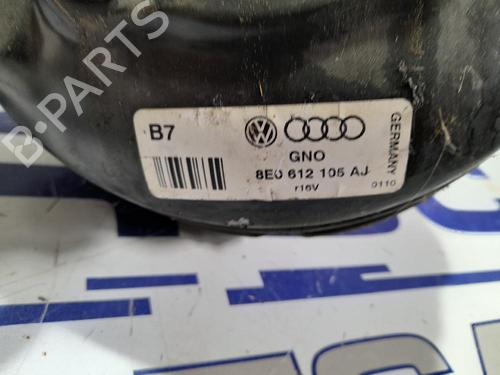 B-PARTS
B7
GNO
8E0 612 105 AJ
r16V
0110
GERMANY